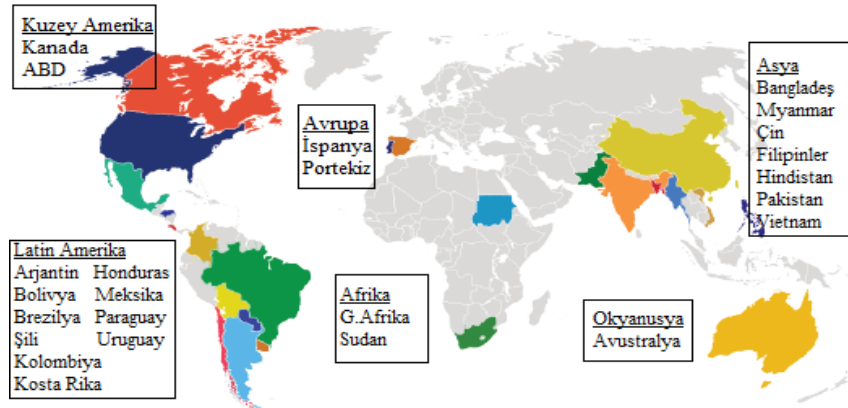 Kuzey Amerika
Kanada
ABD
Avrupa
İspanya
Portekiz
Asya
Bangladeş
Myanmar
Çin
Filipinler
Hindistan
Pakistan
Vietnam
Latin Amerika
Arjantin Honduras
Bolivya Meksika
Brezilya Paraguay
Şili Uruguay
Kolombiya
Kosta Rika
Afrika
G.Afrika
Sudan
Okyanusya
Avustralya